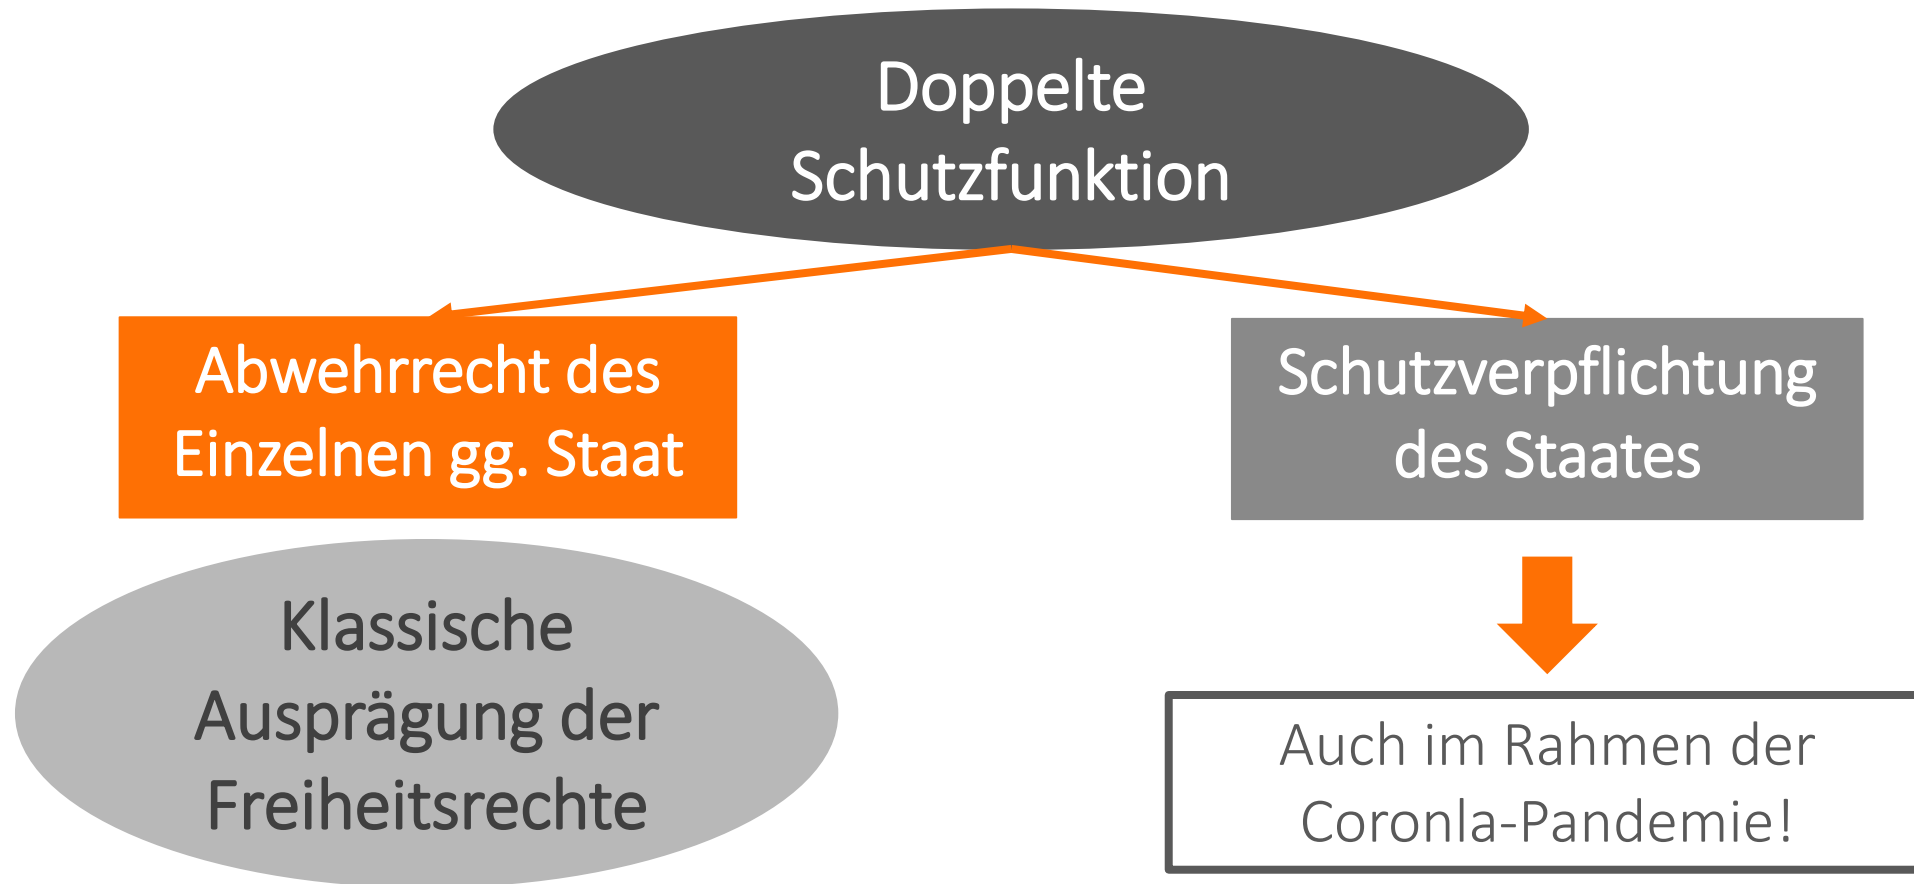 Doppelte
Schutzfunktion
Abwehrrecht des
Einzelnen gg. Staat
Schutzverpflichtung
des Staates
Klassische
Ausprägung der
Freiheitsrechte
Auch im Rahmen der
Coronla-Pandemie!